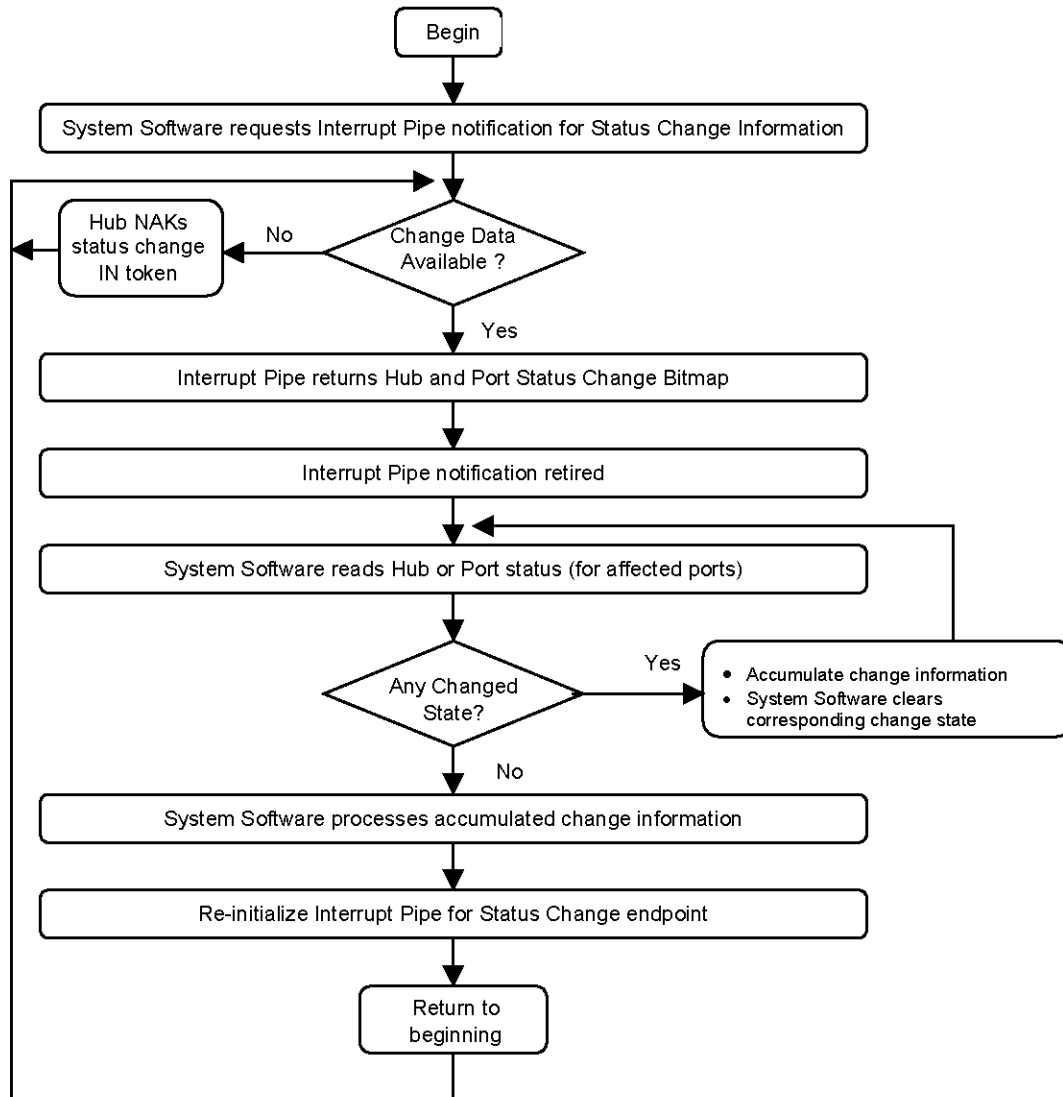 Begin
System Software requests Interrupt Pipe notification for Status Change Information
Hub NAKs
status change
IN token
No
Change Data
Available ?
Yes
Interrupt Pipe returns Hub and Port Status Change Bitmap
Interrupt Pipe notification retired
System Software reads Hub or Port status (for affected ports)
Any Changed
State?
Yes
• Accumulate change information
• System Software clears
corresponding change state
No
System Software processes accumulated change information
Re-initialize Interrupt Pipe for Status Change endpoint
Return to
beginning